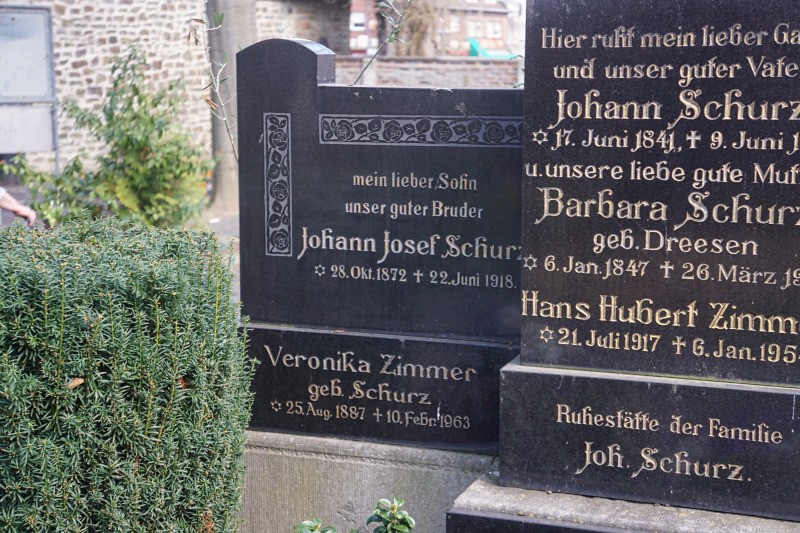 mein lieber Sohn
unser guter Bruder
Johann Josef Schurz
✡ 28. Okt. 1872 ✝ 22. Juni 1918.
Veronika Zimmer
geb. Schurz
✡ 25. Aug. 1887 ✝ 10. Febr. 1963
Hier ruht mein lieber
und unser guter
Johann Schurz
✡ 17. Juni 1841, ✝ 9. Juni
u. unsere liebe gute
Barbara Schurz
geb. Dreesen
✡ 6. Jan. 1847 ✝ 26. März
Hans Hubert
✡ 21. Juli 1917 ✝ 6. Jan.
Ruhestätte der Familie
Joh. Schurz.